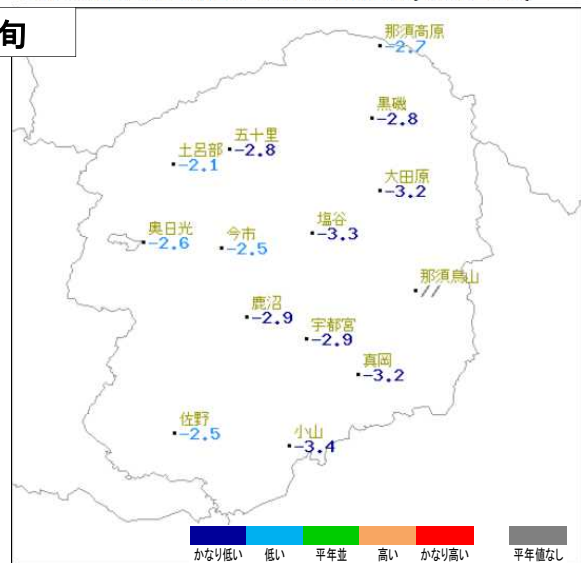 旬
那須高原
-2.7
黒磯
-2.8
五十里
-2.8
土呂部
-2.1
大田原
-3.2
塩谷
-3.3
奥日光
-2.6
今市
-2.5
那須烏山
//
鹿沼
-2.9
宇都宮
-2.9
真岡
-3.2
佐野
-2.5
小山
-3.4
かなり低い 低い 平年並 高い かなり高い 平年値なし